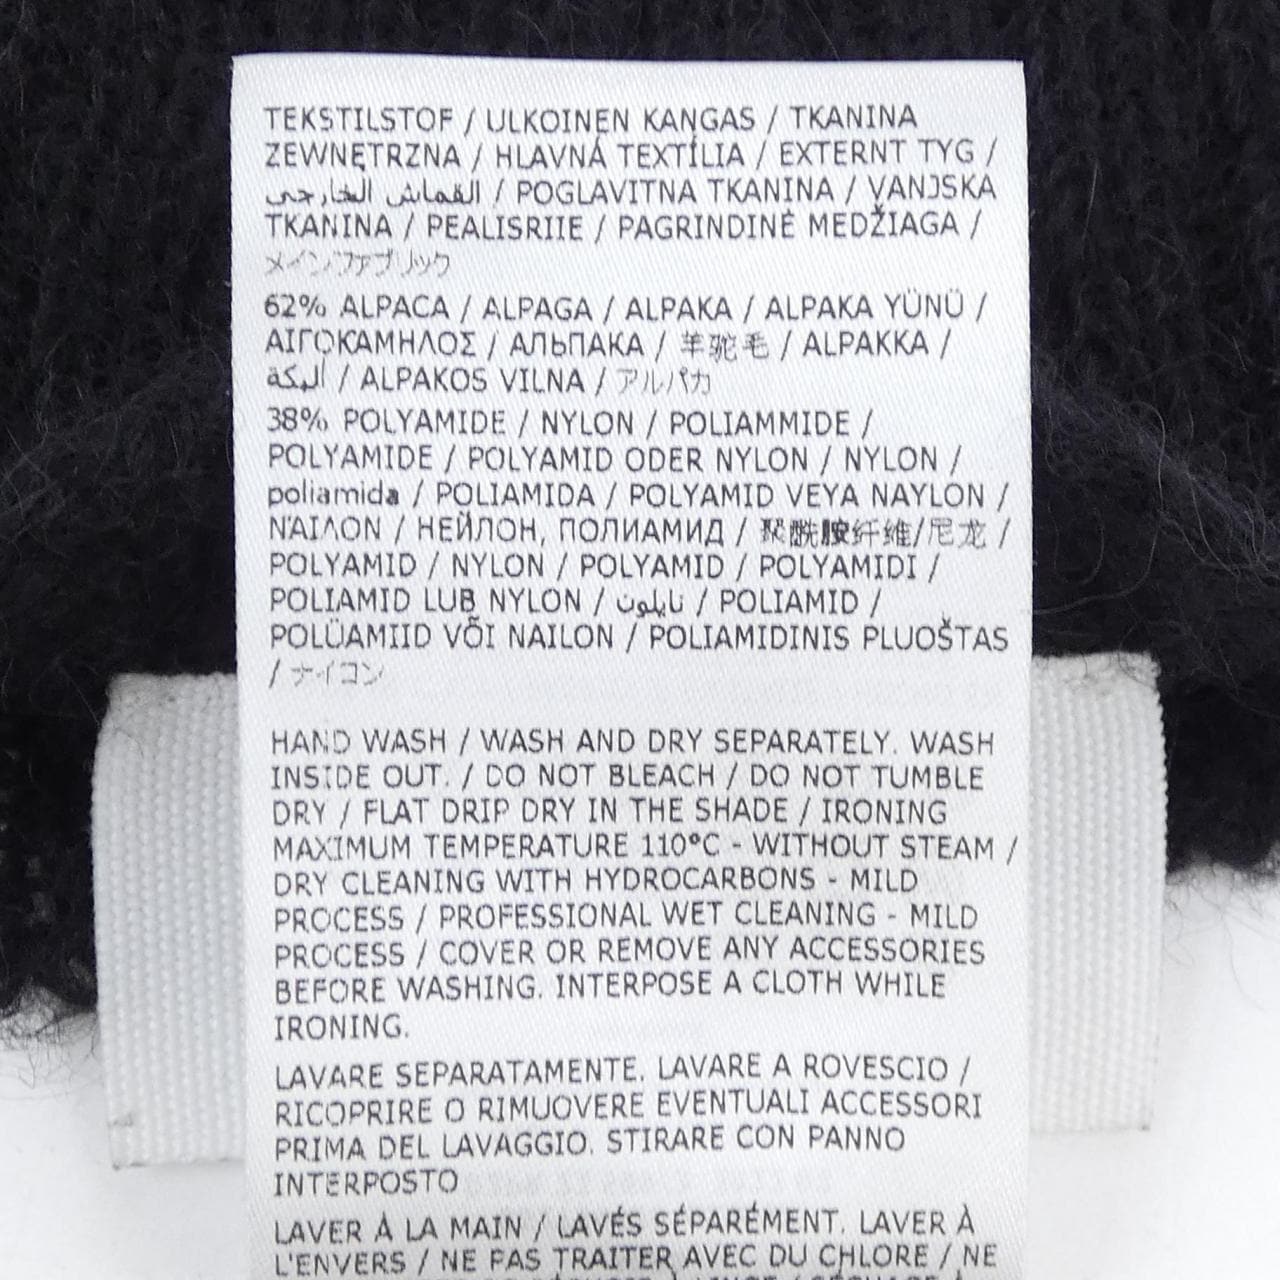 TEKSTILSTOF / ULKOINEN KANGAS / TKANINA
ZEWNĘTRZNA / HLAVNÁ TEXTÍLIA / EXTERNT TYG /
القماش الخارجي / POGLAVITNA TKANINA / VANJSKA
TKANINA / PEALISRIIE / PAGRINDINĖ MEDŽIAGA /
メインファブリック
62% ALPACA / ALPAGA / ALPAKA / ALPAKA YÜNÜ /
ΑΙΓΟΚΑΜΗΛΟΣ / АЛЬПАКА / 羊驼毛 / ALPAKKA /
ألبكة / ALPAKOS VILNA / アルパカ
38% POLYAMIDE / NYLON / POLIAMMIDE /
POLYAMIDE / POLYAMID ODER NYLON / NYLON /
poliamida / POLIAMIDA / POLYAMID VEYA NAYLON /
ΝΆΙΛΟΝ / НЕЙЛОН, ПОЛИАМИД / 聚酰胺纤维/尼龙 /
POLYAMID / NYLON / POLYAMID / POLYAMIDI /
POLIAMID LUB NYLON / نايلون / POLIAMID /
POLÜAMIID VÕI NAILON / POLIAMIDINIS PLUOŠTAS
/ ナイロン
HAND WASH / WASH AND DRY SEPARATELY. WASH
INSIDE OUT. / DO NOT BLEACH / DO NOT TUMBLE
DRY / FLAT DRIP DRY IN THE SHADE / IRONING
MAXIMUM TEMPERATURE 110°C - WITHOUT STEAM /
DRY CLEANING WITH HYDROCARBONS - MILD
PROCESS / PROFESSIONAL WET CLEANING - MILD
PROCESS / COVER OR REMOVE ANY ACCESSORIES
BEFORE WASHING. INTERPOSE A CLOTH WHILE
IRONING.
LAVARE SEPARATAMENTE. LAVARE A ROVESCIO /
RICOPRIRE O RIMUOVERE EVENTUALI ACCESSORI
PRIMA DEL LAVAGGIO. STIRARE CON PANNO
INTERPOSTO
LAVER À LA MAIN / LAVÉS SÉPARÉMENT. LAVER À
L'ENVERS / NE PAS TRAITER AVEC DU CHLORE / NE